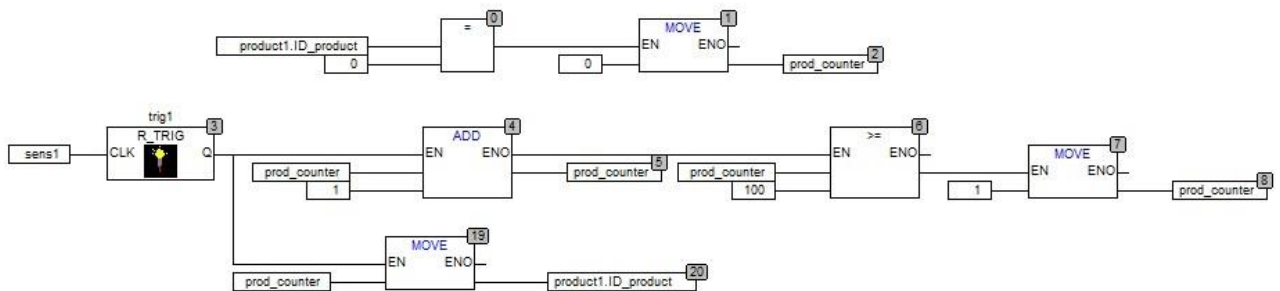 0
=
product1.ID_product
0
1
MOVE
EN ENO
0
2
prod_counter
trig1
3
R_TRIG
sens1
CLK Q
4
ADD
EN ENO
prod_counter
1
5
prod_counter
6
>=
EN ENO
prod_counter
100
7
MOVE
EN ENO
1
8
prod_counter
19
MOVE
EN ENO
prod_counter
20
product1.ID_product